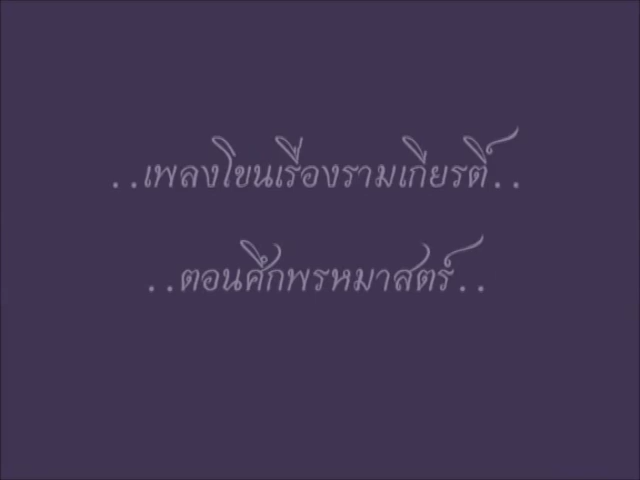 ..เพลงโขนเรื่องรามเกียรติ์..
..ตอนศึกพรหมาสตร์..